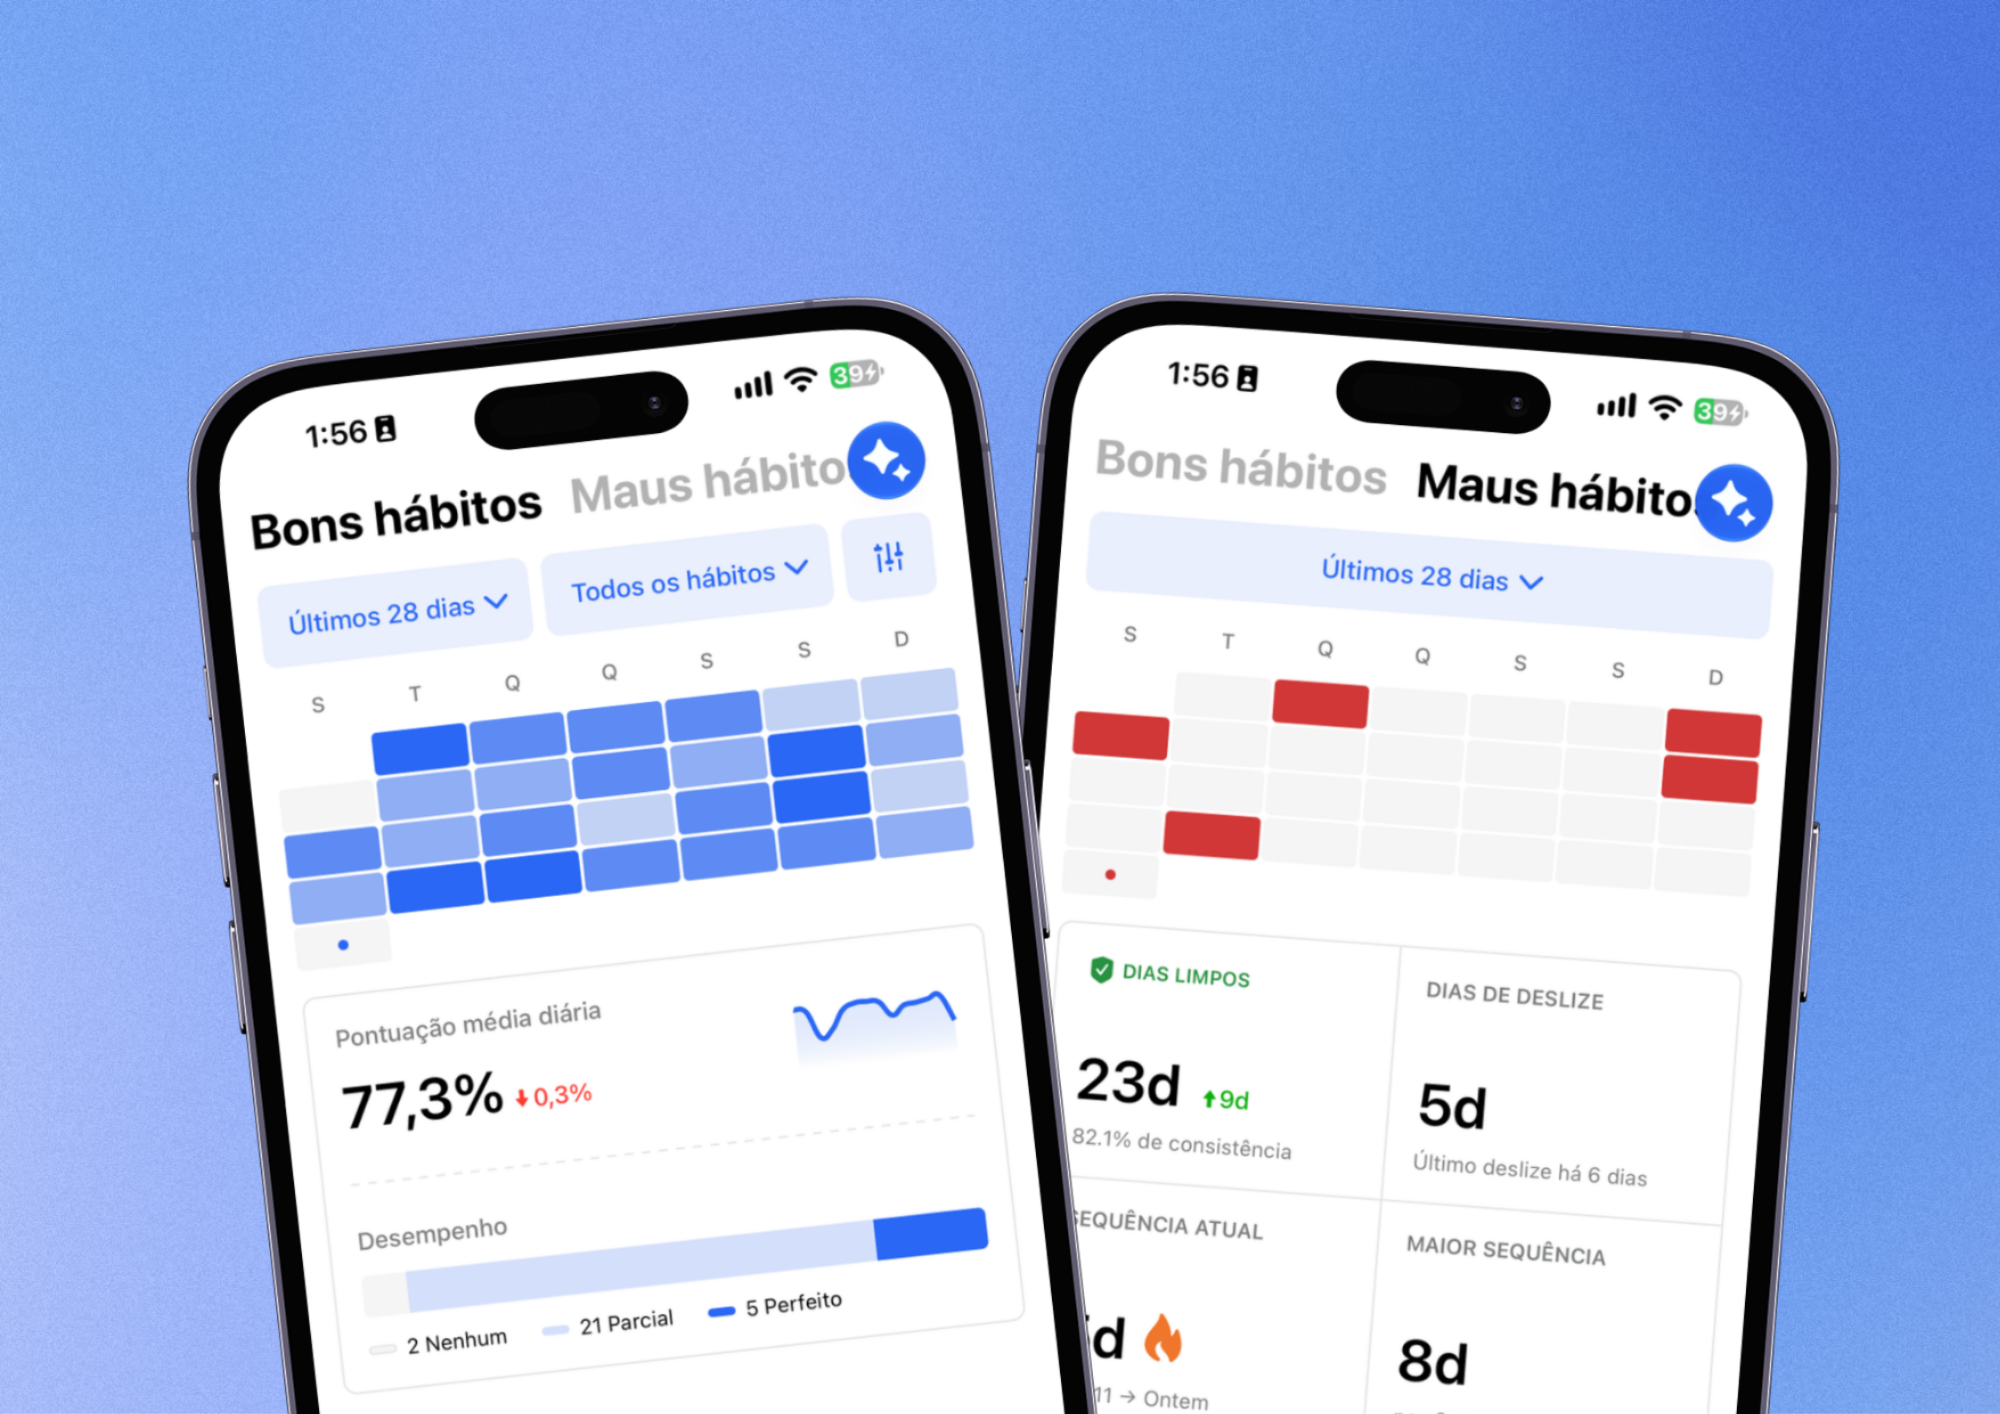 1:56
39
Bons hábitos Maus hábito
Últimos 28 dias
Todos os hábitos
S T Q Q S S D
Pontuação média diária
77,3% 0,3%
Desempenho
2 Nenhum 21 Parcial 5 Perfeito
1:56
39
Bons hábitos Maus hábito
Últimos 28 dias
S T Q Q S S D
DIAS LIMPOS
23d 9d
82.1% de consistência
DIAS DE DESLIZE
5d
Último deslize há 6 dias
SEQUÊNCIA ATUAL
d
11 → Ontem
MAIOR SEQUÊNCIA
8d